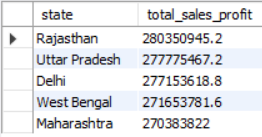 state total_sales_profit
Rajasthan 280350945.2
Uttar Pradesh 277775467.2
Delhi 277153618.8
West Bengal 271653781.6
Maharashtra 270383822